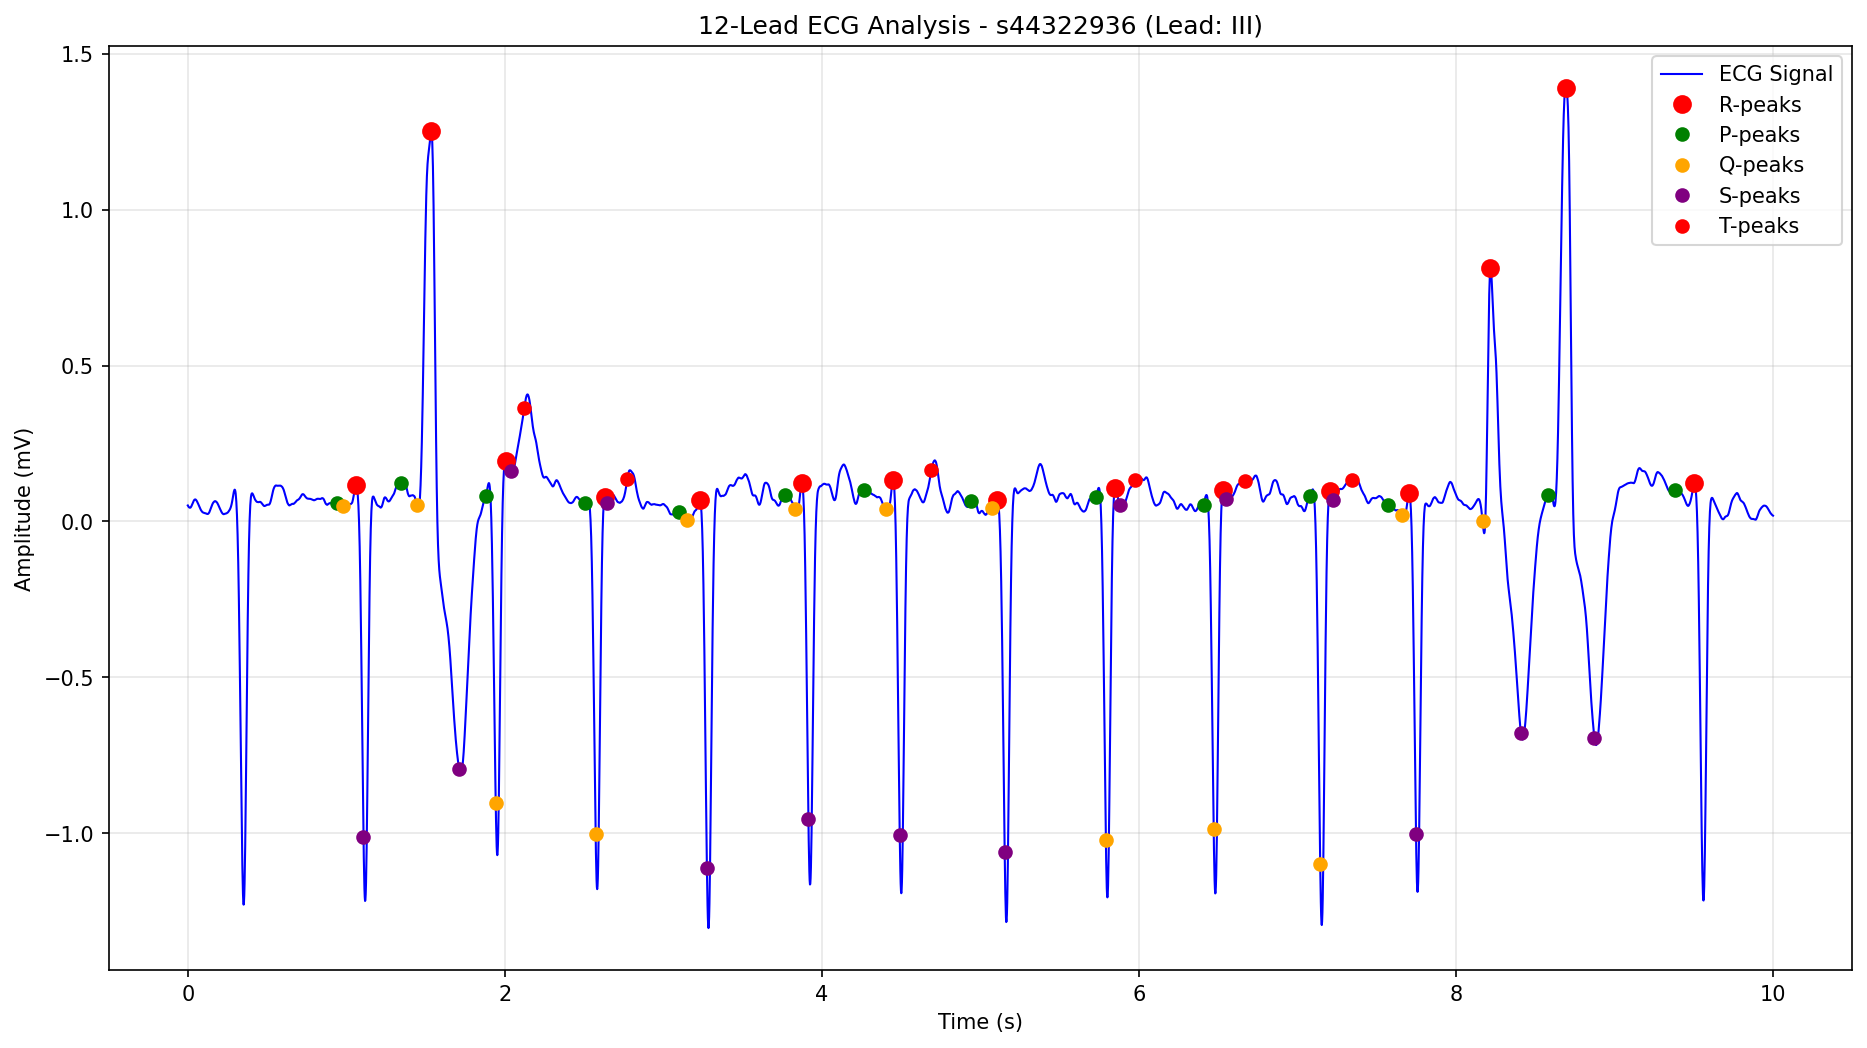 12-Lead ECG Analysis - s44322936 (Lead: III)
1.5
1.0
0.5
0.0
−0.5
−1.0
Amplitude (mV)
0 2 4 6 8 10
Time (s)
ECG Signal
R-peaks
P-peaks
Q-peaks
S-peaks
T-peaks